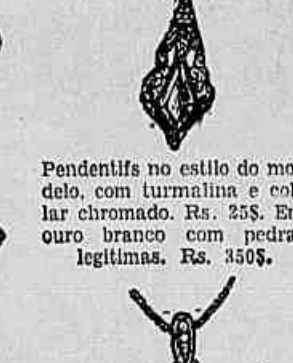 Pendentifs no estilo do mo
delo, com turmalina e col
lar chromado. Rs. 25$. Em
ouro branco com pedra
legitimas. Rs. 350$.